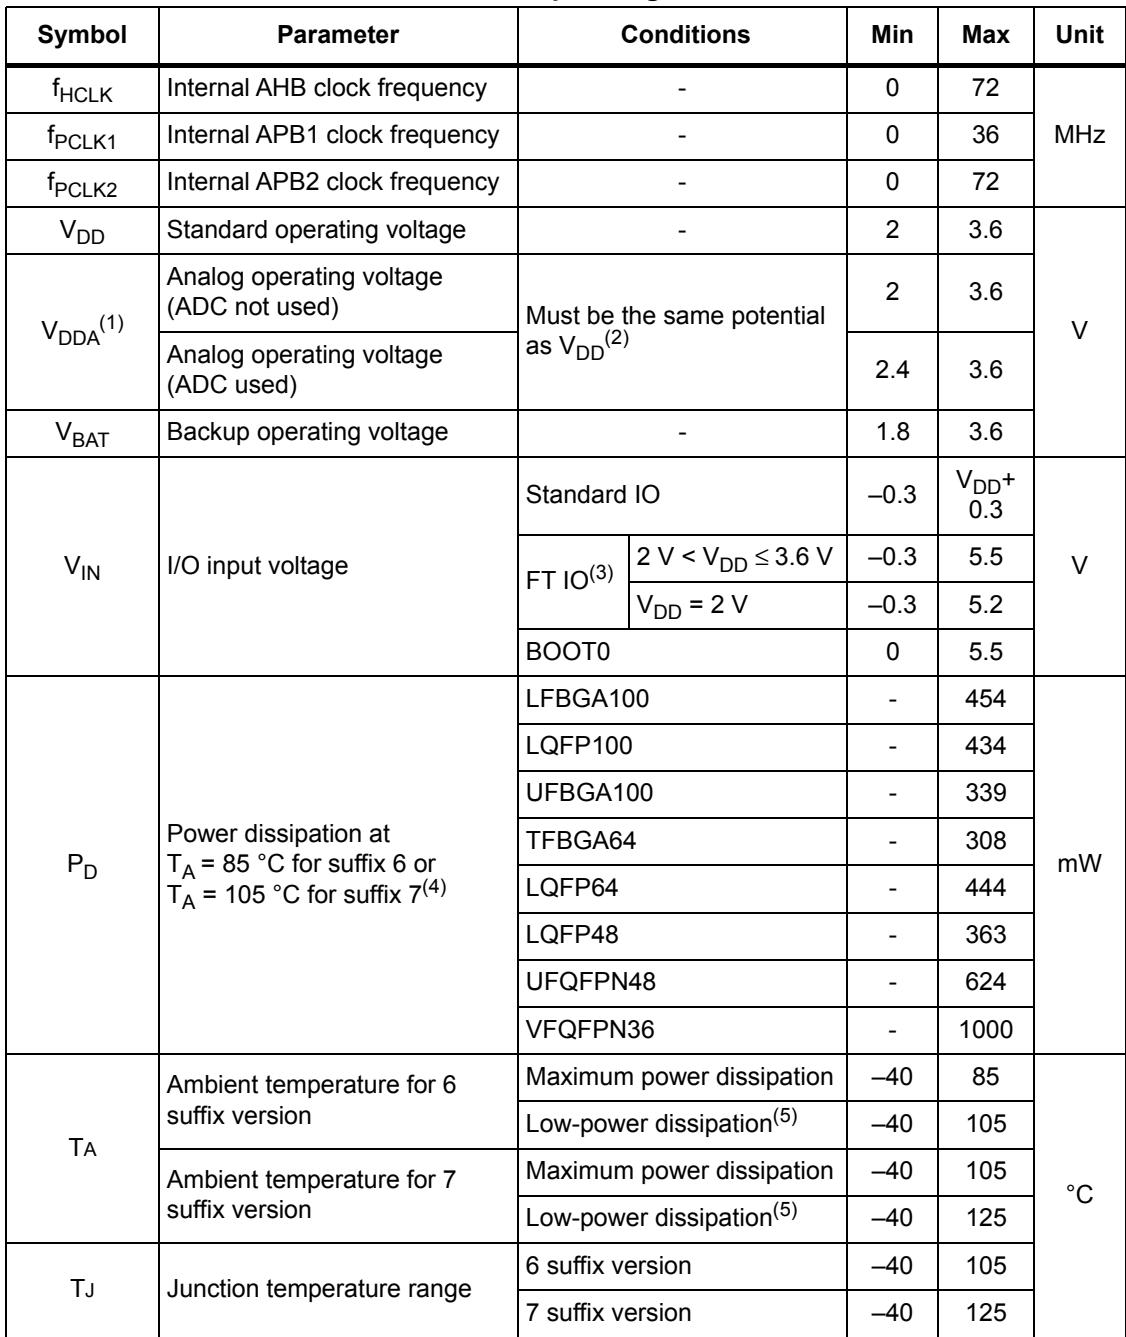 Symbol Parameter Conditions Min Max Unit
fHCLK Internal AHB clock frequency - 0 72 MHz
fPCLK1 Internal APB1 clock frequency - 0 36
fPCLK2 Internal APB2 clock frequency - 0 72
VDD Standard operating voltage - 2 3.6 V
VDDA(1) Analog operating voltage
(ADC not used) Must be the same potential
as VDD(2) 2 3.6
Analog operating voltage
(ADC used) 2.4 3.6
VBAT Backup operating voltage - 1.8 3.6
VIN I/O input voltage Standard IO –0.3 VDD+
0.3 V
FT IO(3) 2 V < VDD ≤ 3.6 V –0.3 5.5
VDD = 2 V –0.3 5.2
BOOT0 0 5.5
PD Power dissipation at
TA = 85 °C for suffix 6 or
TA = 105 °C for suffix 7(4) LFBGA100 - 454 mW
LQFP100 - 434
UFBGA100 - 339
TFBGA64 - 308
LQFP64 - 444
LQFP48 - 363
UFQFPN48 - 624
VFQFPN36 - 1000
TA Ambient temperature for 6
suffix version Maximum power dissipation –40 85 °C
Low-power dissipation(5) –40 105
Ambient temperature for 7
suffix version Maximum power dissipation –40 105
Low-power dissipation(5) –40 125
TJ Junction temperature range 6 suffix version –40 105
7 suffix version –40 125